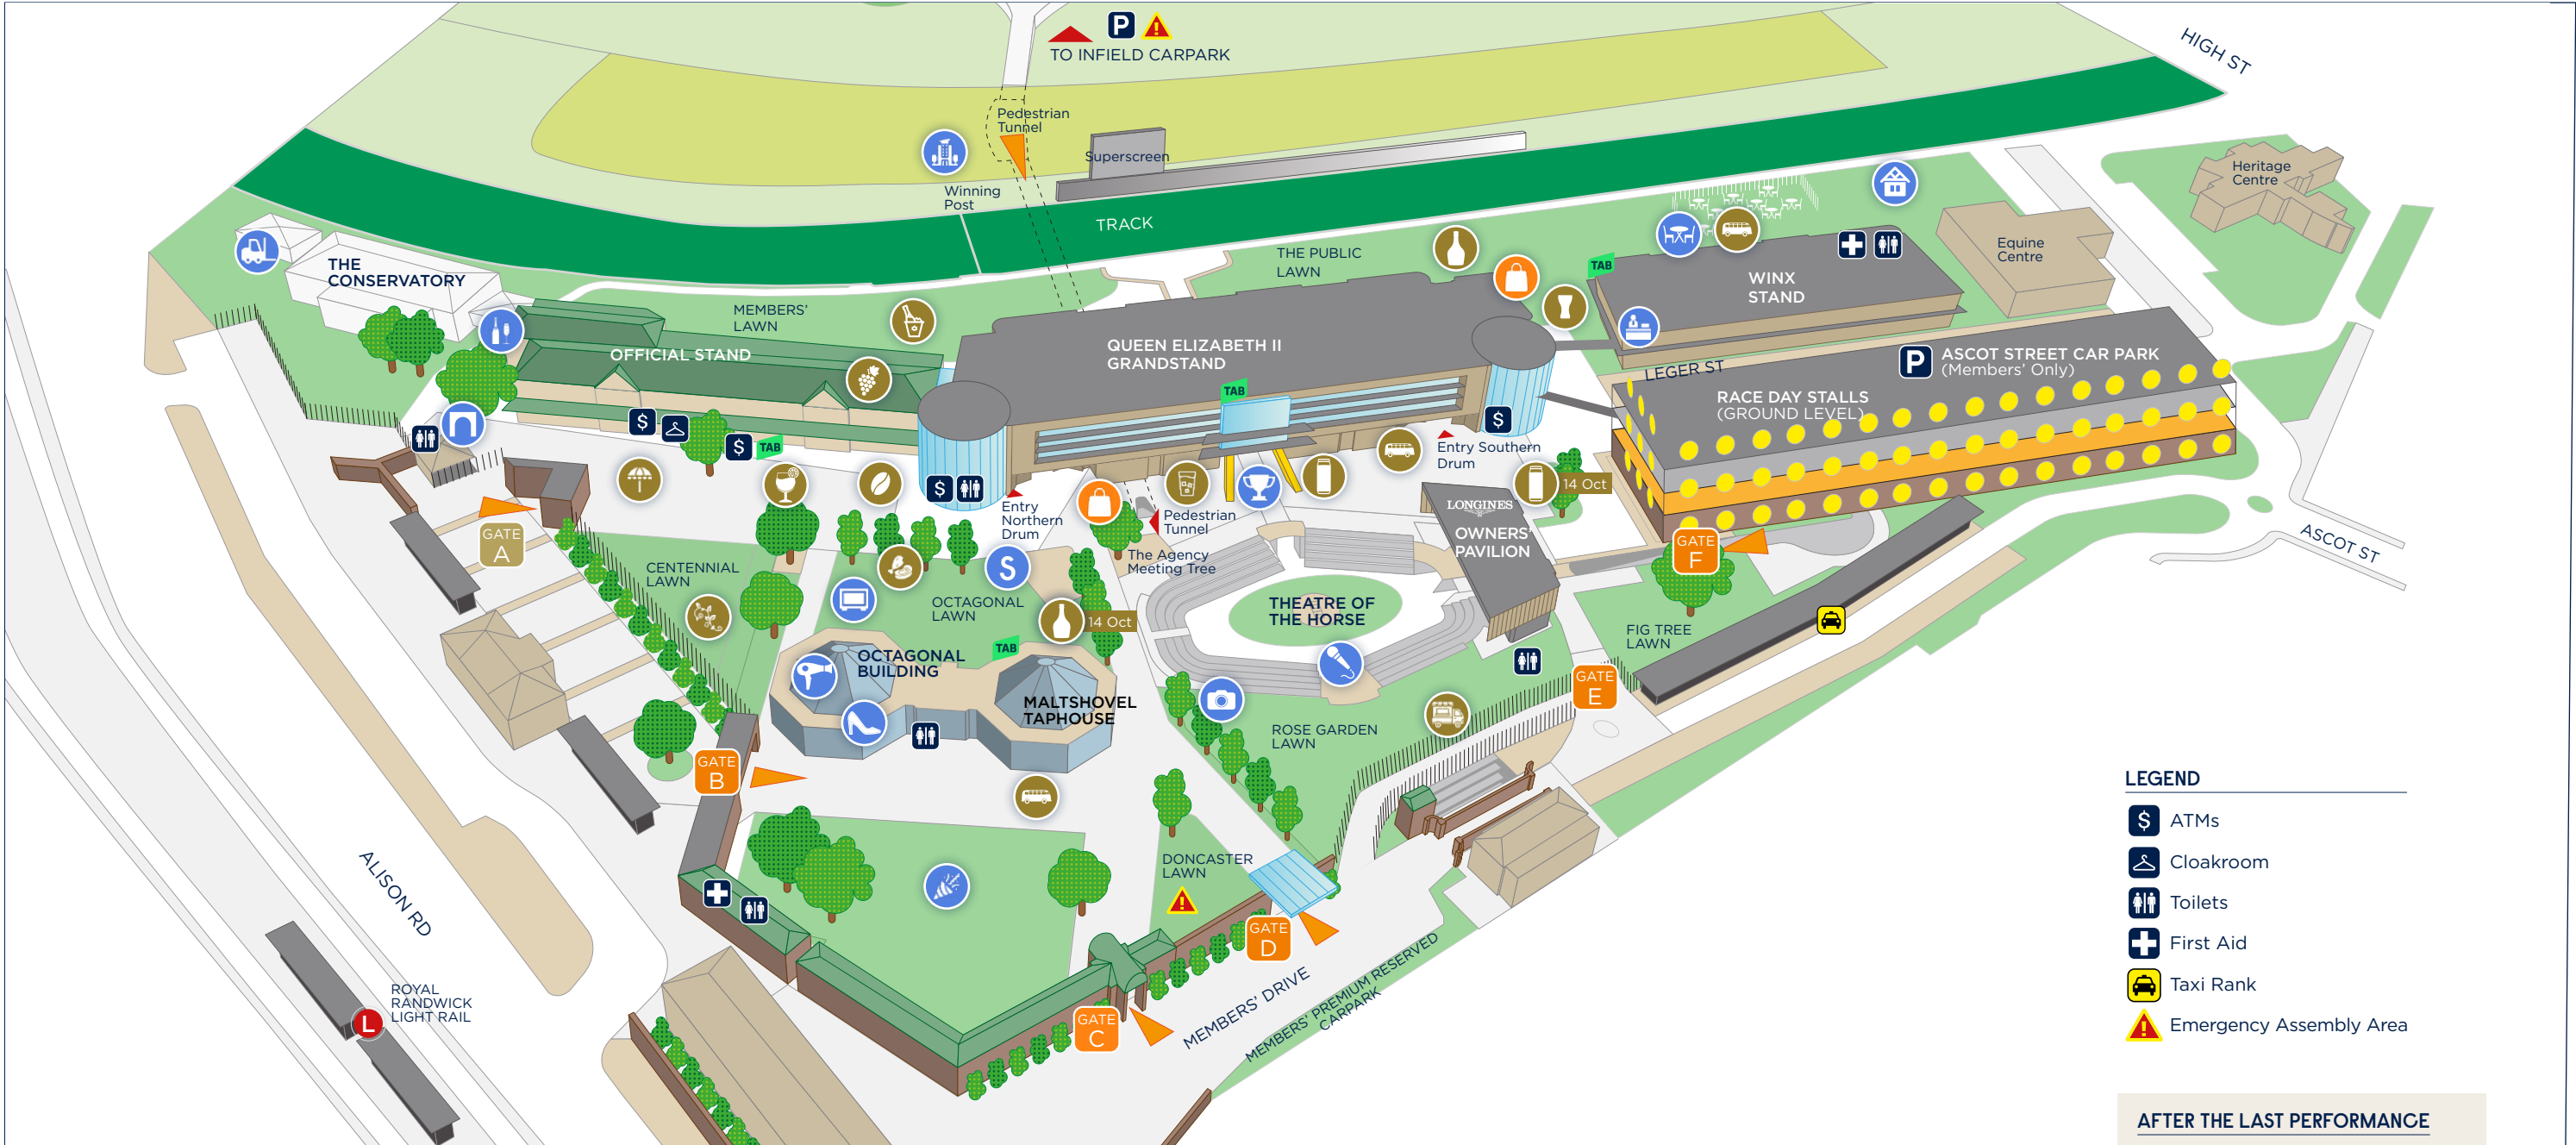 P
TO INFIELD CARPARK
HIGH ST
Pedestrian
Tunnel
Superscreen
Winning
Post
TRACK
Heritage
Centre
Equine
Centre
THE PUBLIC
LAWN
THE
CONSERVATORY
TAB
WINX
STAND
MEMBERS'
LAWN
OFFICIAL STAND
QUEEN ELIZABETH II
GRANDSTAND
LEGER ST
P
ASCOT STREET CAR PARK
(Members' Only)
RACE DAY STALLS
(GROUND LEVEL)
TAB
$
$
TAB
$
Entry Southern
Drum
$
14 Oct
Entry
Northern
Drum
Pedestrian
Tunnel
The Agency
Meeting Tree
LONGINES
OWNERS'
PAVILION
GATE
A
GATE
F
ASCOT ST
CENTENNIAL
LAWN
S
OCTAGONAL
LAWN
14 Oct
THEATRE OF
THE HORSE
FIG TREE
LAWN
TAB
OCTAGONAL
BUILDING
MALTSHOVEL
TAPHOUSE
GATE
E
ROSE GARDEN
LAWN
GATE
B
DONCASTER
LAWN
GATE
D
GATE
C
MEMBERS' DRIVE
MEMBERS' PREMIUM RESERVED
CARPARK
ALISON RD
ROYAL
RANDWICK
LIGHT RAIL
L
LEGEND
$ ATMs
Cloakroom
Toilets
First Aid
Taxi Rank
Emergency Assembly Area
AFTER THE LAST PERFORMANCE